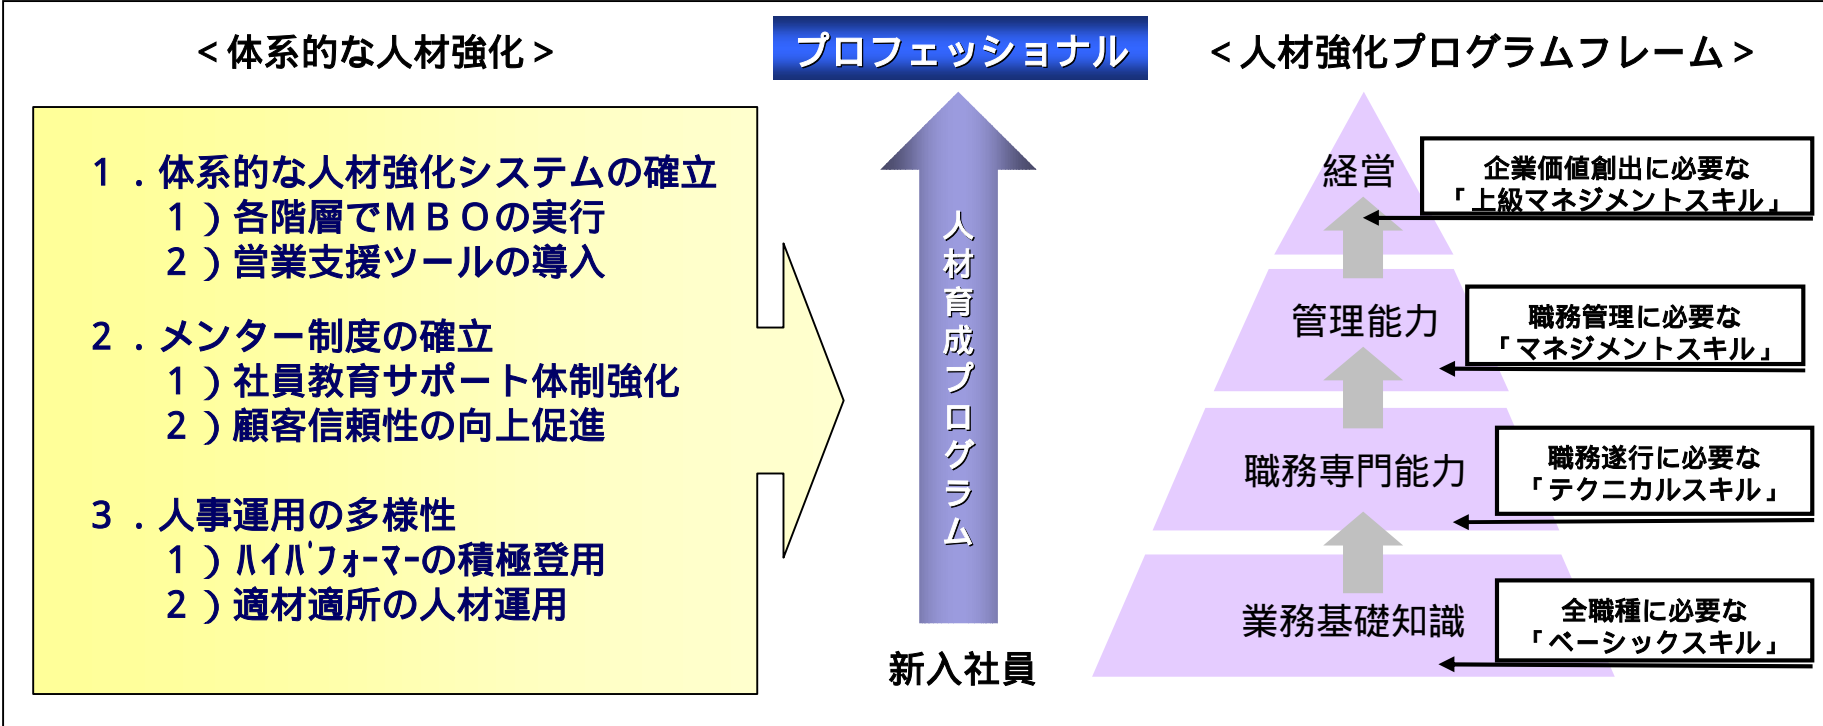 ＜体系的な人材強化＞
１．体系的な人材強化システムの確立
１）各階層でＭＢＯの実行
２）営業支援ツールの導入
２．メンター制度の確立
１）社員教育サポート体制強化
２）顧客信頼性の向上促進
３．人事運用の多様性
１）ﾊｲﾊﾟﾌｫｰﾏｰの積極登用
２）適材適所の人材運用
プロフェッショナル
人材育成プログラム
新入社員
＜人材強化プログラムフレーム＞
経営
企業価値創出に必要な
「上級マネジメントスキル」
管理能力
職務管理に必要な
「マネジメントスキル」
職務専門能力
職務遂行に必要な
「テクニカルスキル」
業務基礎知識
全職種に必要な
「ベーシックスキル」